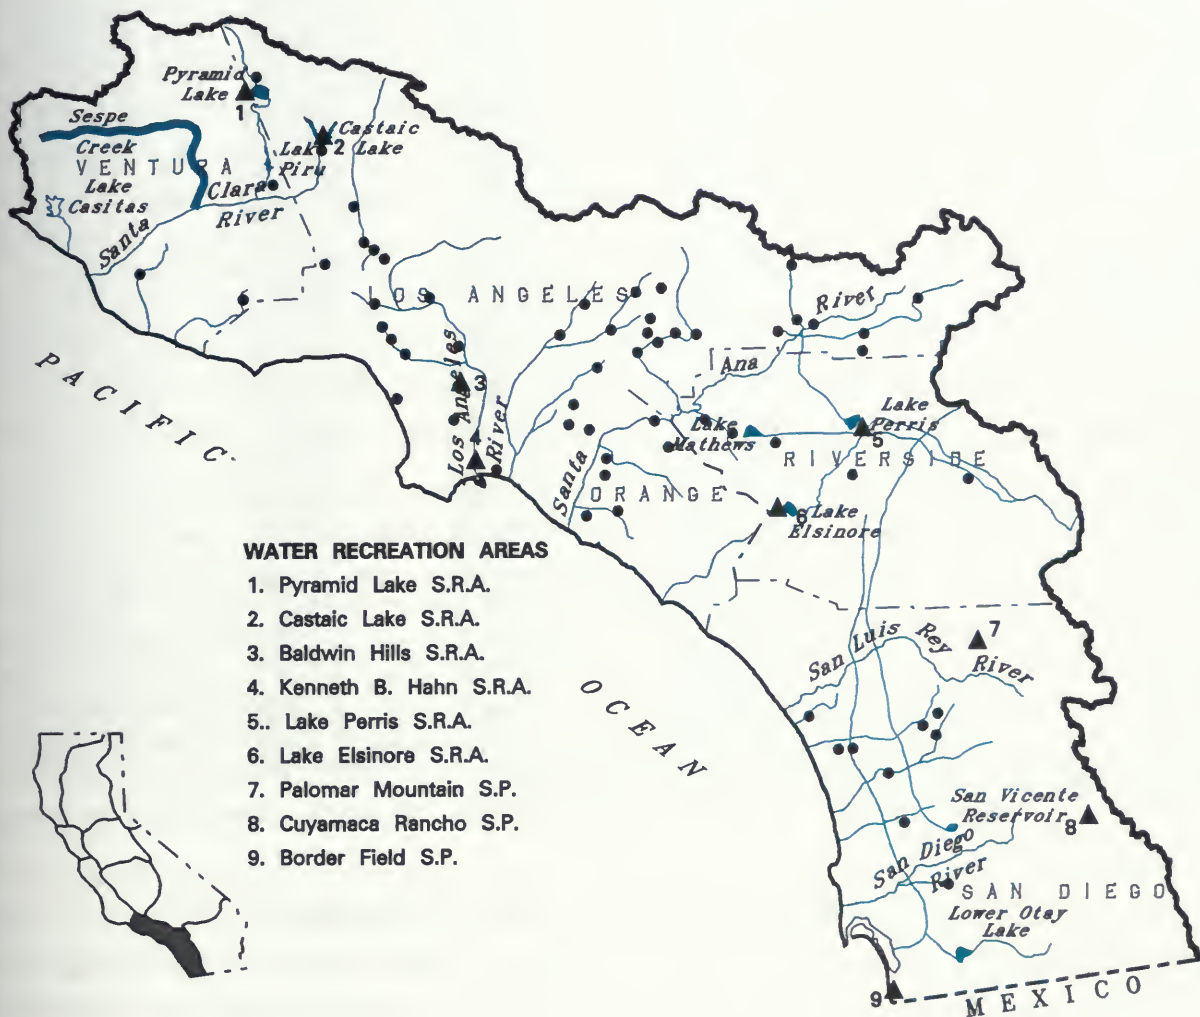 Pyramid
Lake
1
Sespe
Creek
VENTURA
Lake
Casitas
Castaic
2 Lake
Lake
Piru
Santa
Clara
River
LOS ANGELES
River
Ana
Santa
Los Angeles
River
3
4
PACIFIC
OCEAN
Lake
Mathews
Lake
Perris
5
RIVERSIDE
ORANGE
6
Lake
Elsinore
WATER RECREATION AREAS
1. Pyramid Lake S.R.A.
2. Castaic Lake S.R.A.
3. Baldwin Hills S.R.A.
4. Kenneth B. Hahn S.R.A.
5.. Lake Perris S.R.A.
6. Lake Elsinore S.R.A.
7. Palomar Mountain S.P.
8. Cuyamaca Rancho S.P.
9. Border Field S.P.
San Luis Rey
River
7
San Vicente
Reservoir
8
San Diego
River
SAN DIEGO
Lower Otay
Lake
9
MEXICO